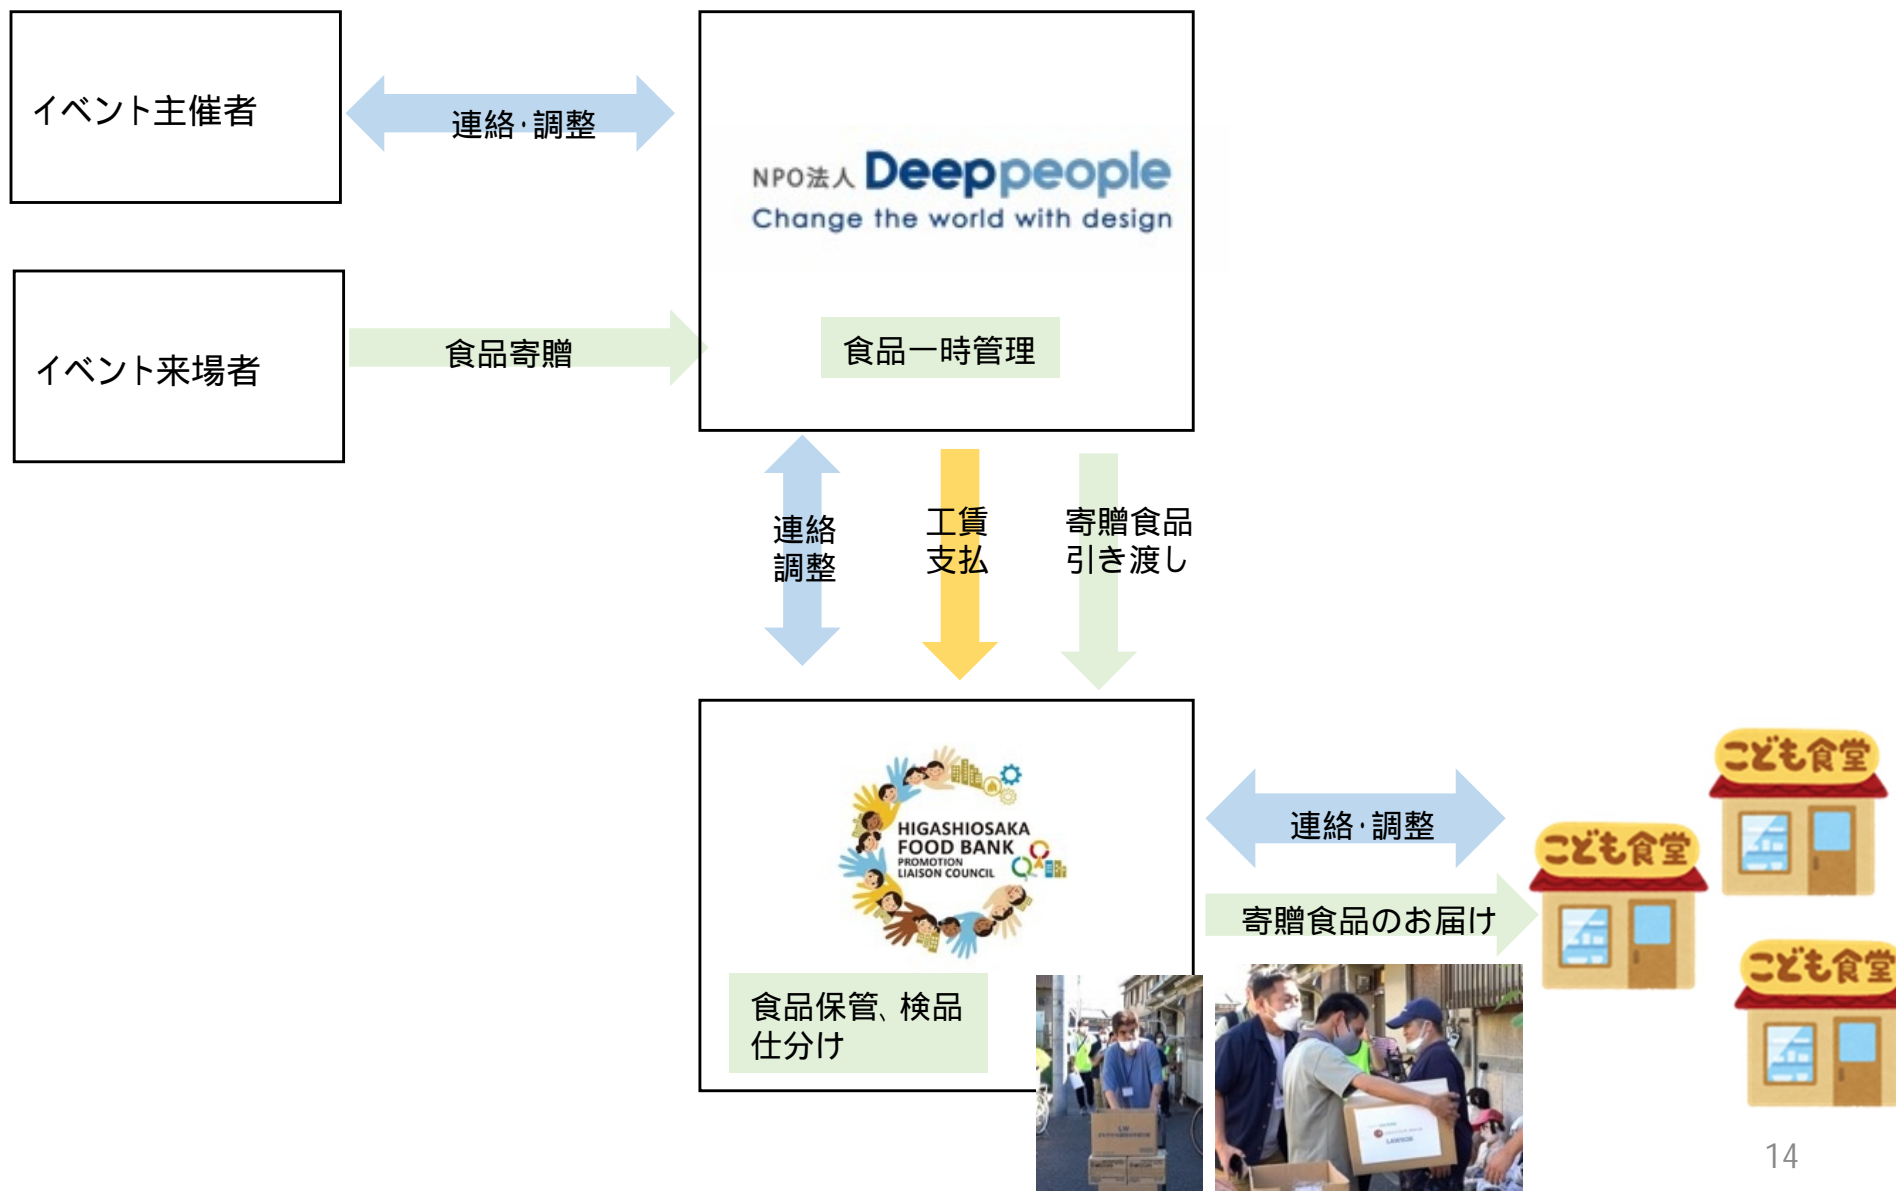 イベント主催者
連絡・調整
NPO法人 Deeppeople
Change the world with design
イベント来場者
食品寄贈
食品一時管理
連絡
調整
工賃
支払
寄贈食品
引き渡し
HIGASHIOSAKA
FOOD BANK
PROMOTION
LIAISON COUNCIL
食品保管、検品
仕分け
連絡・調整
寄贈食品のお届け
こども食堂
こども食堂
こども食堂
LW
LAWSON
14